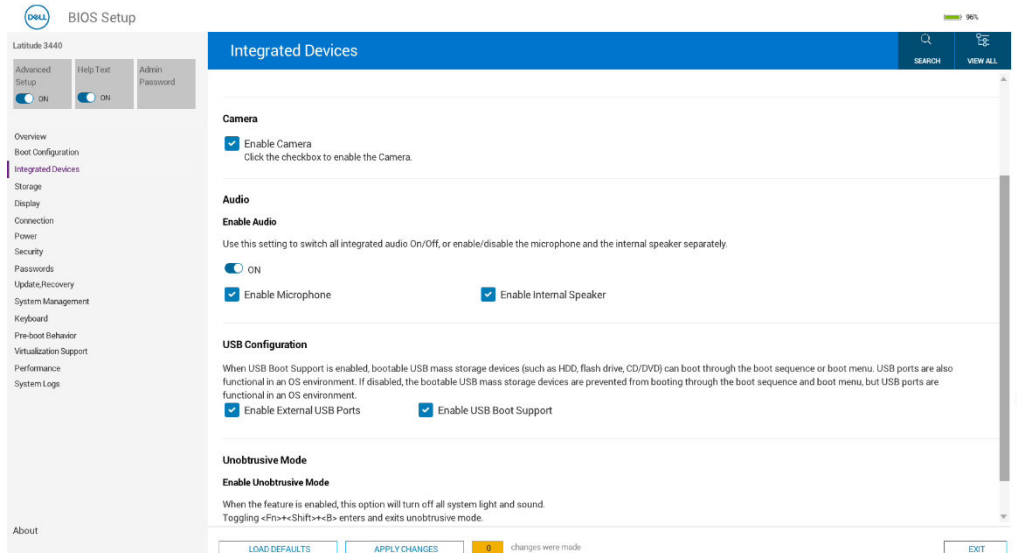 DELL
BIOS Setup
96%
Latitude 3440
Advanced Setup
ON
Help Text
ON
Admin Password
Overview
Boot Configuration
Integrated Devices
Storage
Display
Connection
Power
Security
Passwords
Update,Recovery
System Management
Keyboard
Pre-boot Behavior
Virtualization Support
Performance
System Logs
About
Integrated Devices
SEARCH
VIEW ALL
Camera
Enable Camera
Click the checkbox to enable the Camera.
Audio
Enable Audio
Use this setting to switch all integrated audio On/Off, or enable/disable the microphone and the internal speaker separately.
ON
Enable Microphone
Enable Internal Speaker
USB Configuration
When USB Boot Support is enabled, bootable USB mass storage devices (such as HDD, flash drive, CD/DVD) can boot through the boot sequence or boot menu. USB ports are also
functional in an OS environment. If disabled, the bootable USB mass storage devices are prevented from booting through the boot sequence and boot menu, but USB ports are
functional in an OS environment.
Enable External USB Ports
Enable USB Boot Support
Unobtrusive Mode
Enable Unobtrusive Mode
When the feature is enabled, this option will turn off all system light and sound.
Toggling <Fn>+<Shift>+<B> enters and exits unobtrusive mode.
LOAD DEFAULTS
APPLY CHANGES
0
changes were made
EXIT